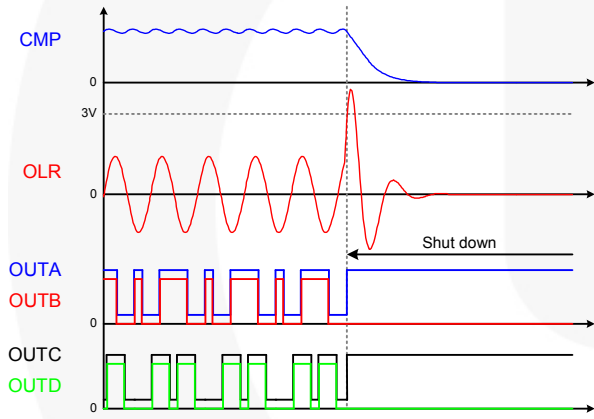 CMP
0
3V
OLR
0
Shut down
OUTA
OUTB
0
OUTC
OUTD
0